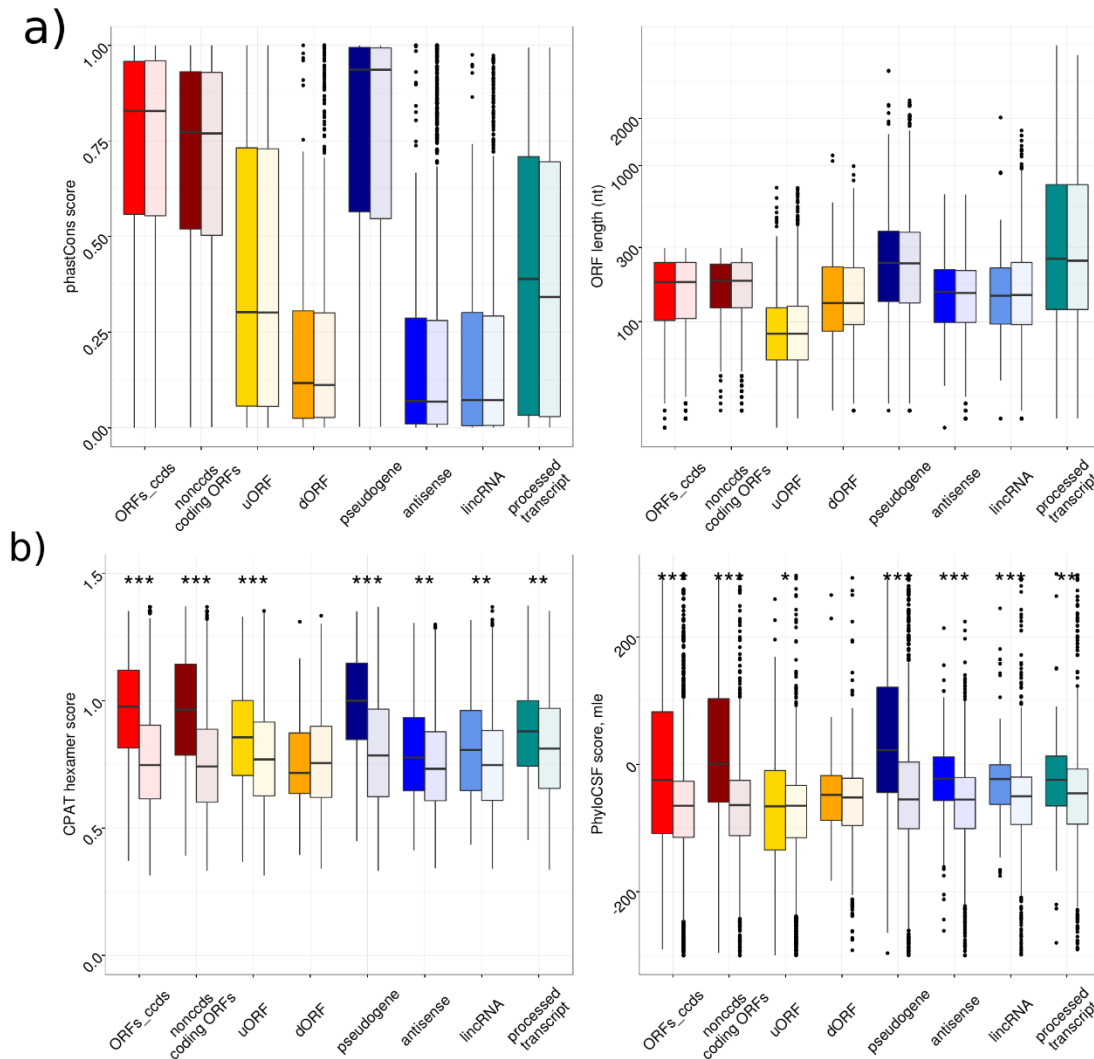 a)
phastCons score
1.00
0.75
0.50
0.25
0.00
ORFs_ccds
nonccds
coding ORFs
uORF
dORF
pseudogene
antisense
lincRNA
processed
transcript
ORF length (nt)
2000
1000
300
100
ORFs_ccds
nonccds
coding ORFs
uORF
dORF
pseudogene
antisense
lincRNA
processed
transcript
b)
CPAT hexamer score
1.5
1.0
0.5
0.0
*** *** *** *** ** ** **
ORFs_ccds
nonccds
coding ORFs
uORF
dORF
pseudogene
antisense
lincRNA
processed
transcript
PhyloCSF score, mle
200
0
-200
*** *** * *** *** *** **
ORFs_ccds
nonccds
coding ORFs
uORF
dORF
pseudogene
antisense
lincRNA
processed
transcript